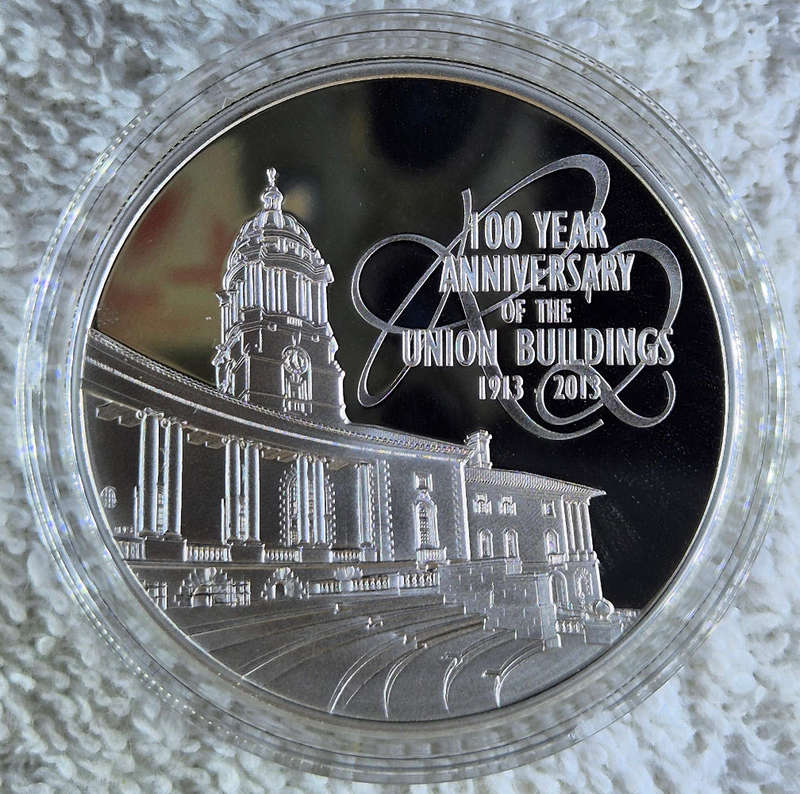 100 YEAR
ANNIVERSARY
OF THE
UNION BUILDINGS
1913 - 2013